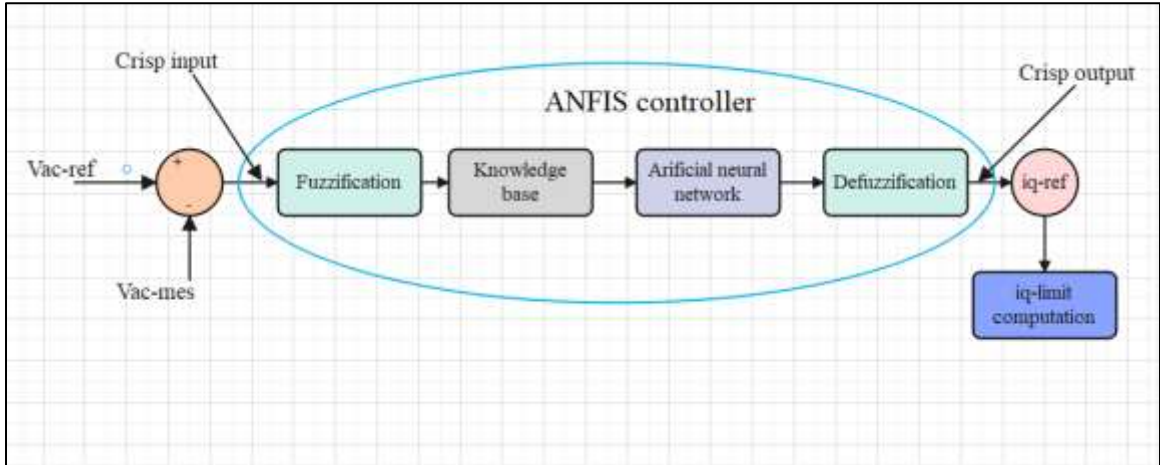 Crisp input
Crisp output
ANFIS controller
Vac-ref
+
-
Fuzzification
Knowledge
base
Arificial neural
network
Defuzzification
iq-ref
Vac-mes
iq-limit
computation